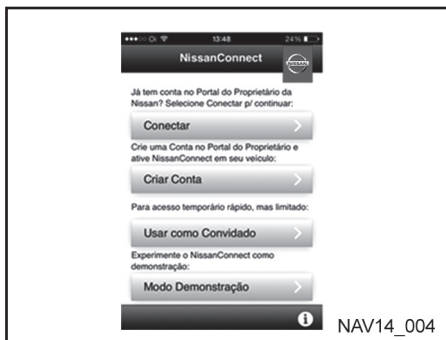 Oi 13:48 24%
NissanConnect
NISSAN
Já tem conta no Portal do Proprietário da
Nissan? Selecione Conectar p/ continuar:
Conectar
Crie uma Conta no Portal do Proprietário e
ative NissanConnect em seu veículo:
Criar Conta
Para acesso temporário rápido, mas limitado:
Usar como Convidado
Experimente o NissanConnect como
demonstração:
Modo Demonstração
i
NAV14_004